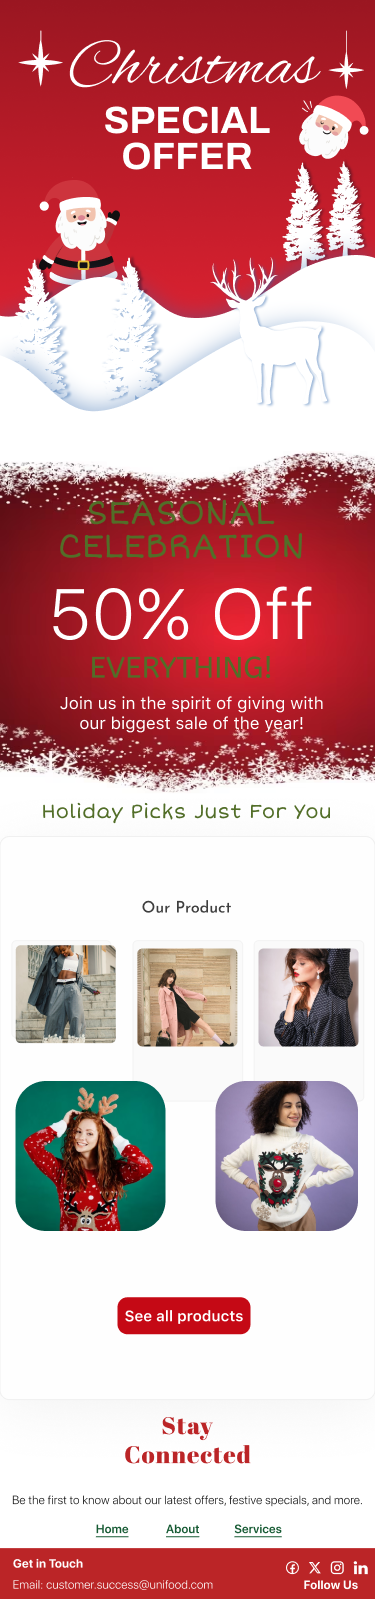 Christmas
SPECIAL
OFFER
SEASONAL
CELEBRATION
50% Off
EVERYTHING!
Join us in the spirit of giving with
our biggest sale of the year!
Holiday Picks Just For You
Our Product
See all products
Stay
Connected
Be the first to know about our latest offers, festive specials, and more.
Home About Services
Get in Touch
Email: customer.success@unifood.com
Follow Us